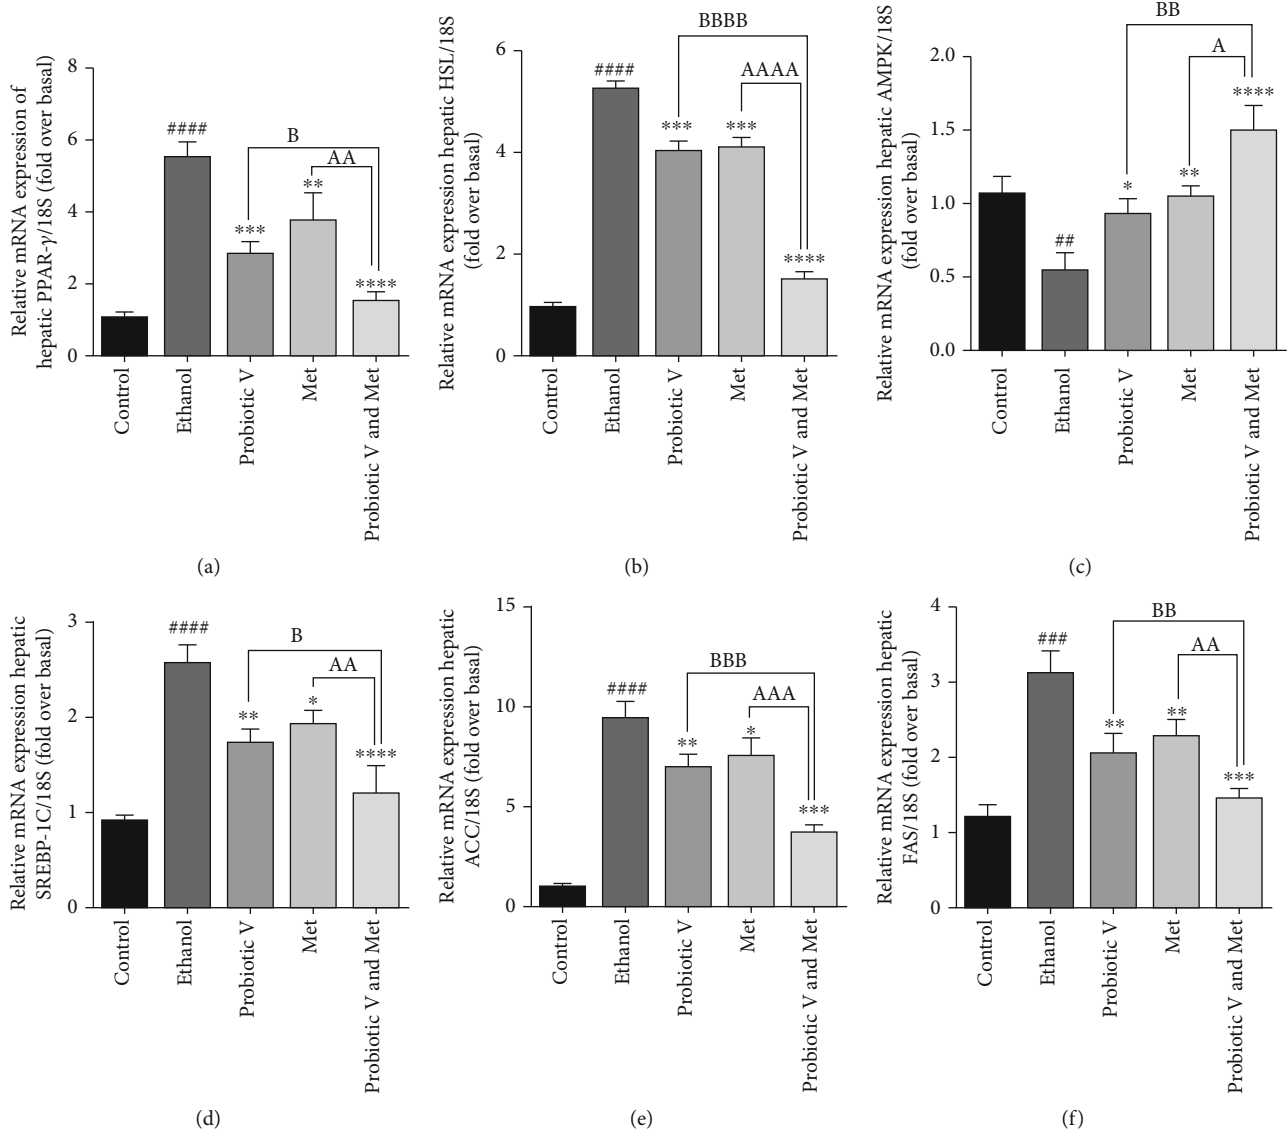 Relative mRNA expression of
hepatic PPAR-γ/18S (fold over basal)
8
6
4
2
0
####
***
**
****
B
AA
Control
Ethanol
Probiotic V
Met
Probiotic V and Met
(a)
Relative mRNA expression hepatic HSL/18S
(fold over basal)
6
4
2
0
####
***
***
****
BBBB
AAAA
Control
Ethanol
Probiotic V
Met
Probiotic V and Met
(b)
Relative mRNA expression hepatic AMPK/18S
(fold over basal)
2.0
1.5
1.0
0.5
0.0
##
*
**
****
BB
A
Control
Ethanol
Probiotic V
Met
Probiotic V and Met
(c)
Relative mRNA expression hepatic
SREBP-1C/18S (fold over basal)
3
2
1
0
####
**
*
****
B
AA
Control
Ethanol
Probiotic V
Met
Probiotic V and Met
(d)
Relative mRNA expression hepatic
ACC/18S (fold over basal)
15
10
5
0
####
**
*
***
BBB
AAA
Control
Ethanol
Probiotic V
Met
Probiotic V and Met
(e)
Relative mRNA expression hepatic
FAS/18S (fold over basal)
4
3
2
1
0
###
**
**
***
BB
AA
Control
Ethanol
Probiotic V
Met
Probiotic V and Met
(f)